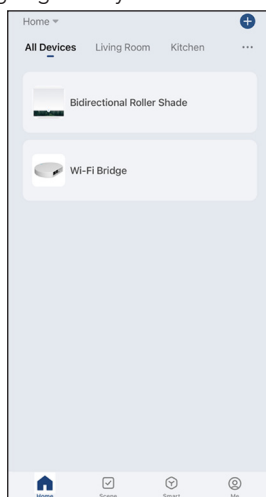 Home
All Devices Living Room Kitchen ...
Bidirectional Roller Shade
Wi-Fi Bridge
Home Scene Smart Me